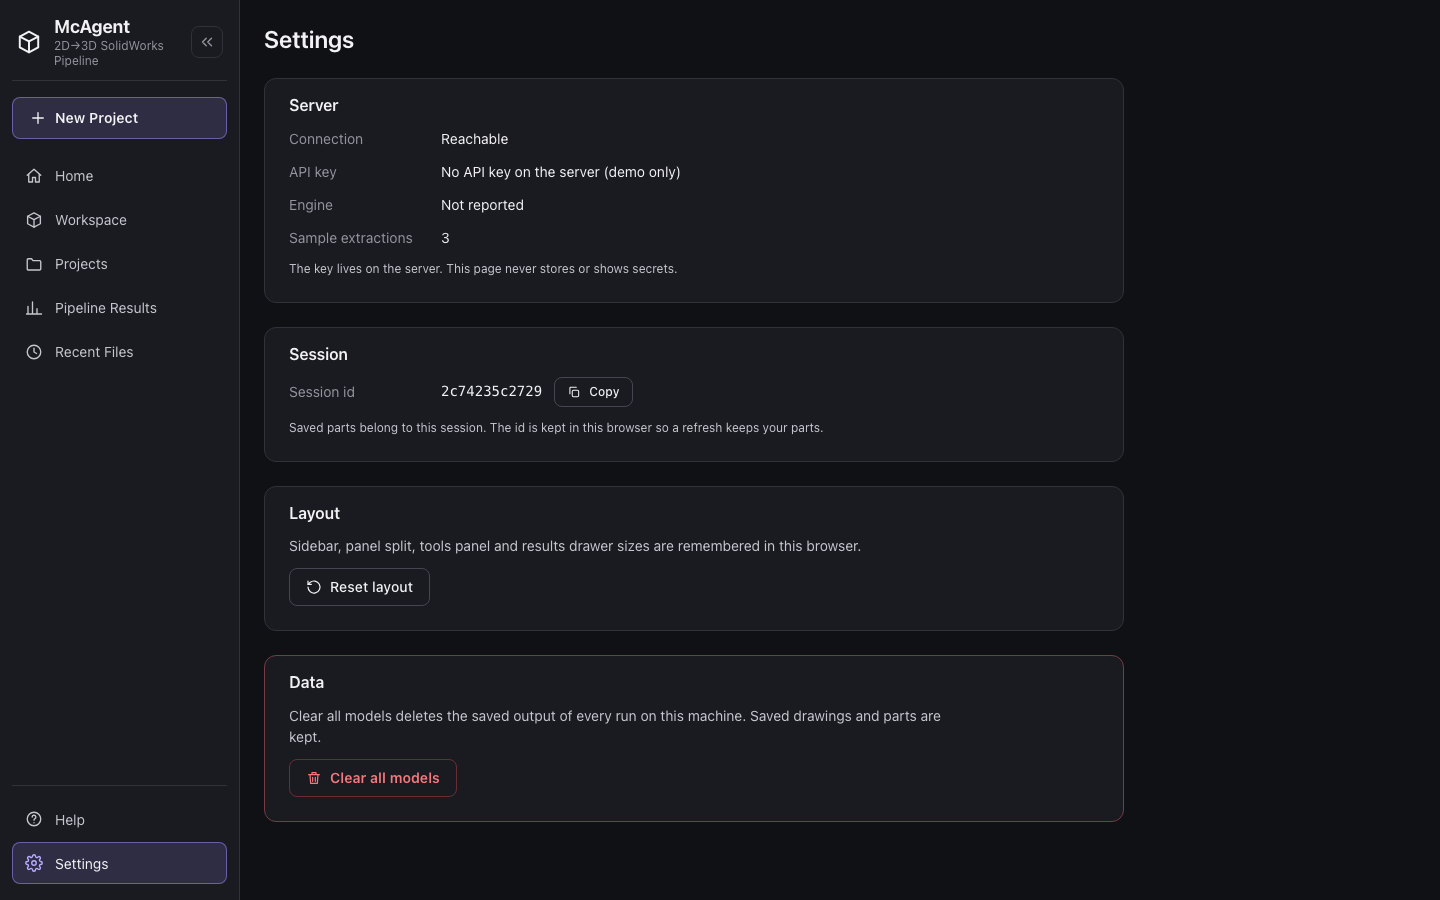 McAgent
2D→3D SolidWorks
Pipeline
New Project
Home
Workspace
Projects
Pipeline Results
Recent Files
Help
Settings
Settings
Server
Connection Reachable
API key No API key on the server (demo only)
Engine Not reported
Sample extractions 3
The key lives on the server. This page never stores or shows secrets.
Session
Session id 2c74235c2729 Copy
Saved parts belong to this session. The id is kept in this browser so a refresh keeps your parts.
Layout
Sidebar, panel split, tools panel and results drawer sizes are remembered in this browser.
Reset layout
Data
Clear all models deletes the saved output of every run on this machine. Saved drawings and parts are
kept.
Clear all models